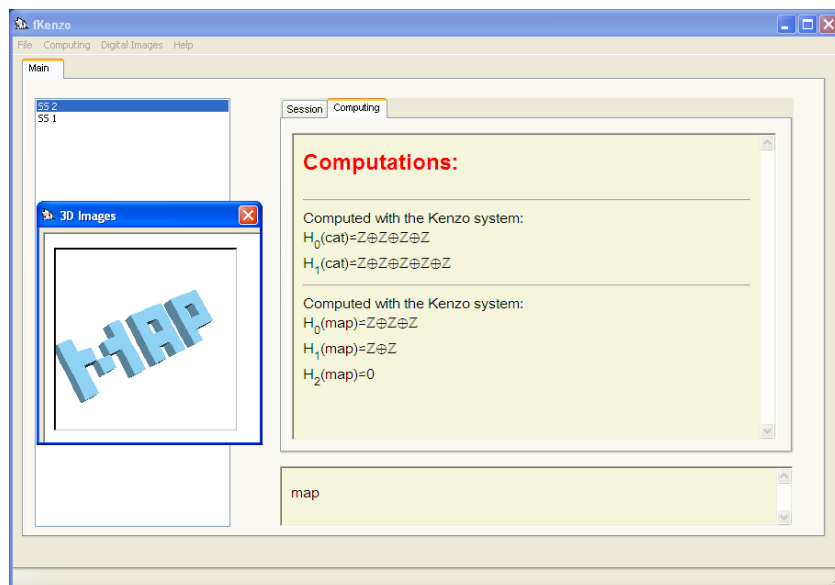 fKenzo
File Computing Digital Images Help
Main
SS 2
SS 1
Session Computing
Computations:
Computed with the Kenzo system:
H0(cat)=Z⊕Z⊕Z⊕Z
H1(cat)=Z⊕Z⊕Z⊕Z⊕Z
Computed with the Kenzo system:
H0(map)=Z⊕Z⊕Z
H1(map)=Z⊕Z
H2(map)=0
3D Images
MAP
map